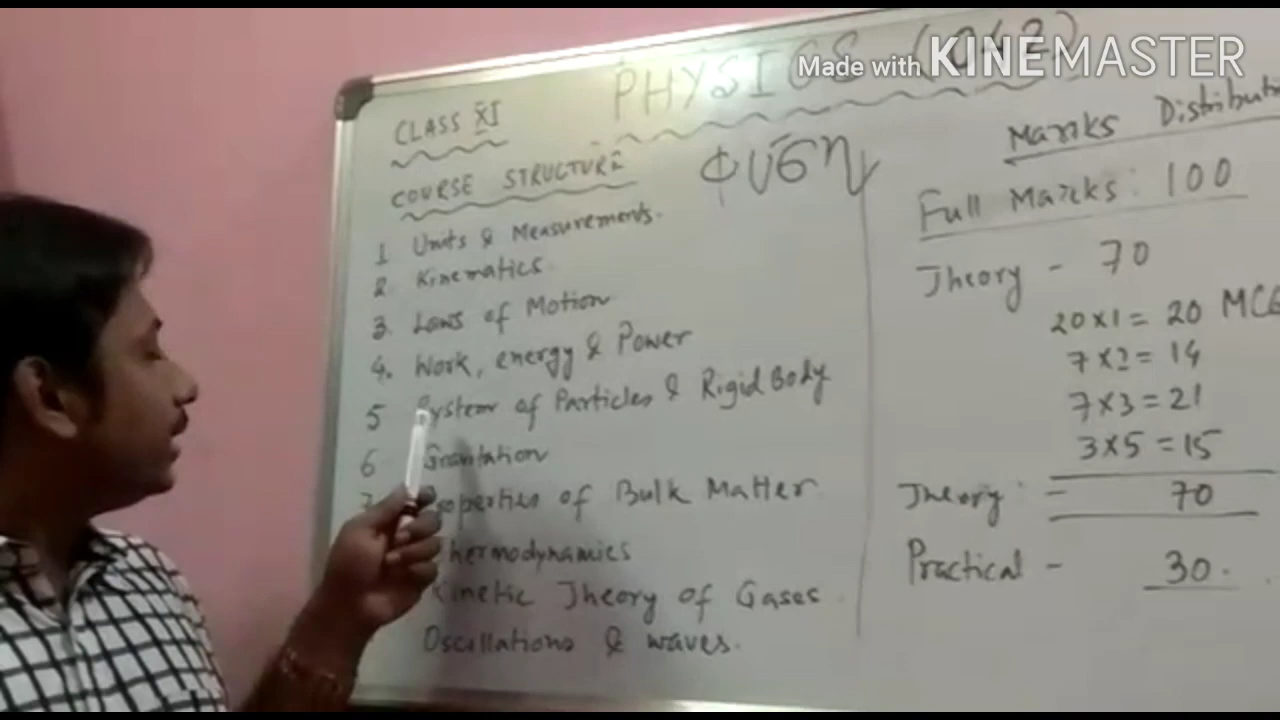 Made with KINEMASTER
PHYSICS (042)
CLASS XI
COURSE STRUCTURE
1 Units & Measurements.
2. Kinematics.
3. Laws of Motion
4. Work, energy & Power
5 System of Particles & Rigid Body
6 Gravitation
7 Properties of Bulk Matter
Thermodynamics
Kinetic Theory of Gases
Oscillations & waves.
Marks Distributi
Full Marks: 100
Theory - 70
20×1 = 20 MCQ
7×2 = 14
7×3 = 21
3×5 = 15
Theory: = 70
Practical - 30.